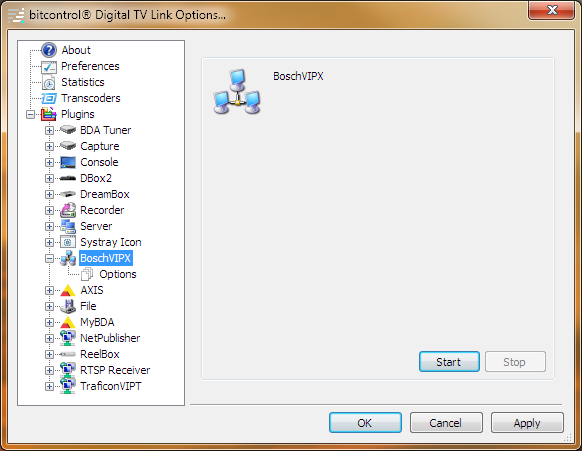 bitcontrol® Digital TV Link Options...
About
Preferences
Statistics
Transcoders
Plugins
BDA Tuner
Capture
Console
DBox2
DreamBox
Recorder
Server
Systray Icon
BoschVIPX
Options
AXIS
File
MyBDA
NetPublisher
ReelBox
RTSP Receiver
TraficonVIPT
BoschVIPX
Start Stop
OK Cancel Apply